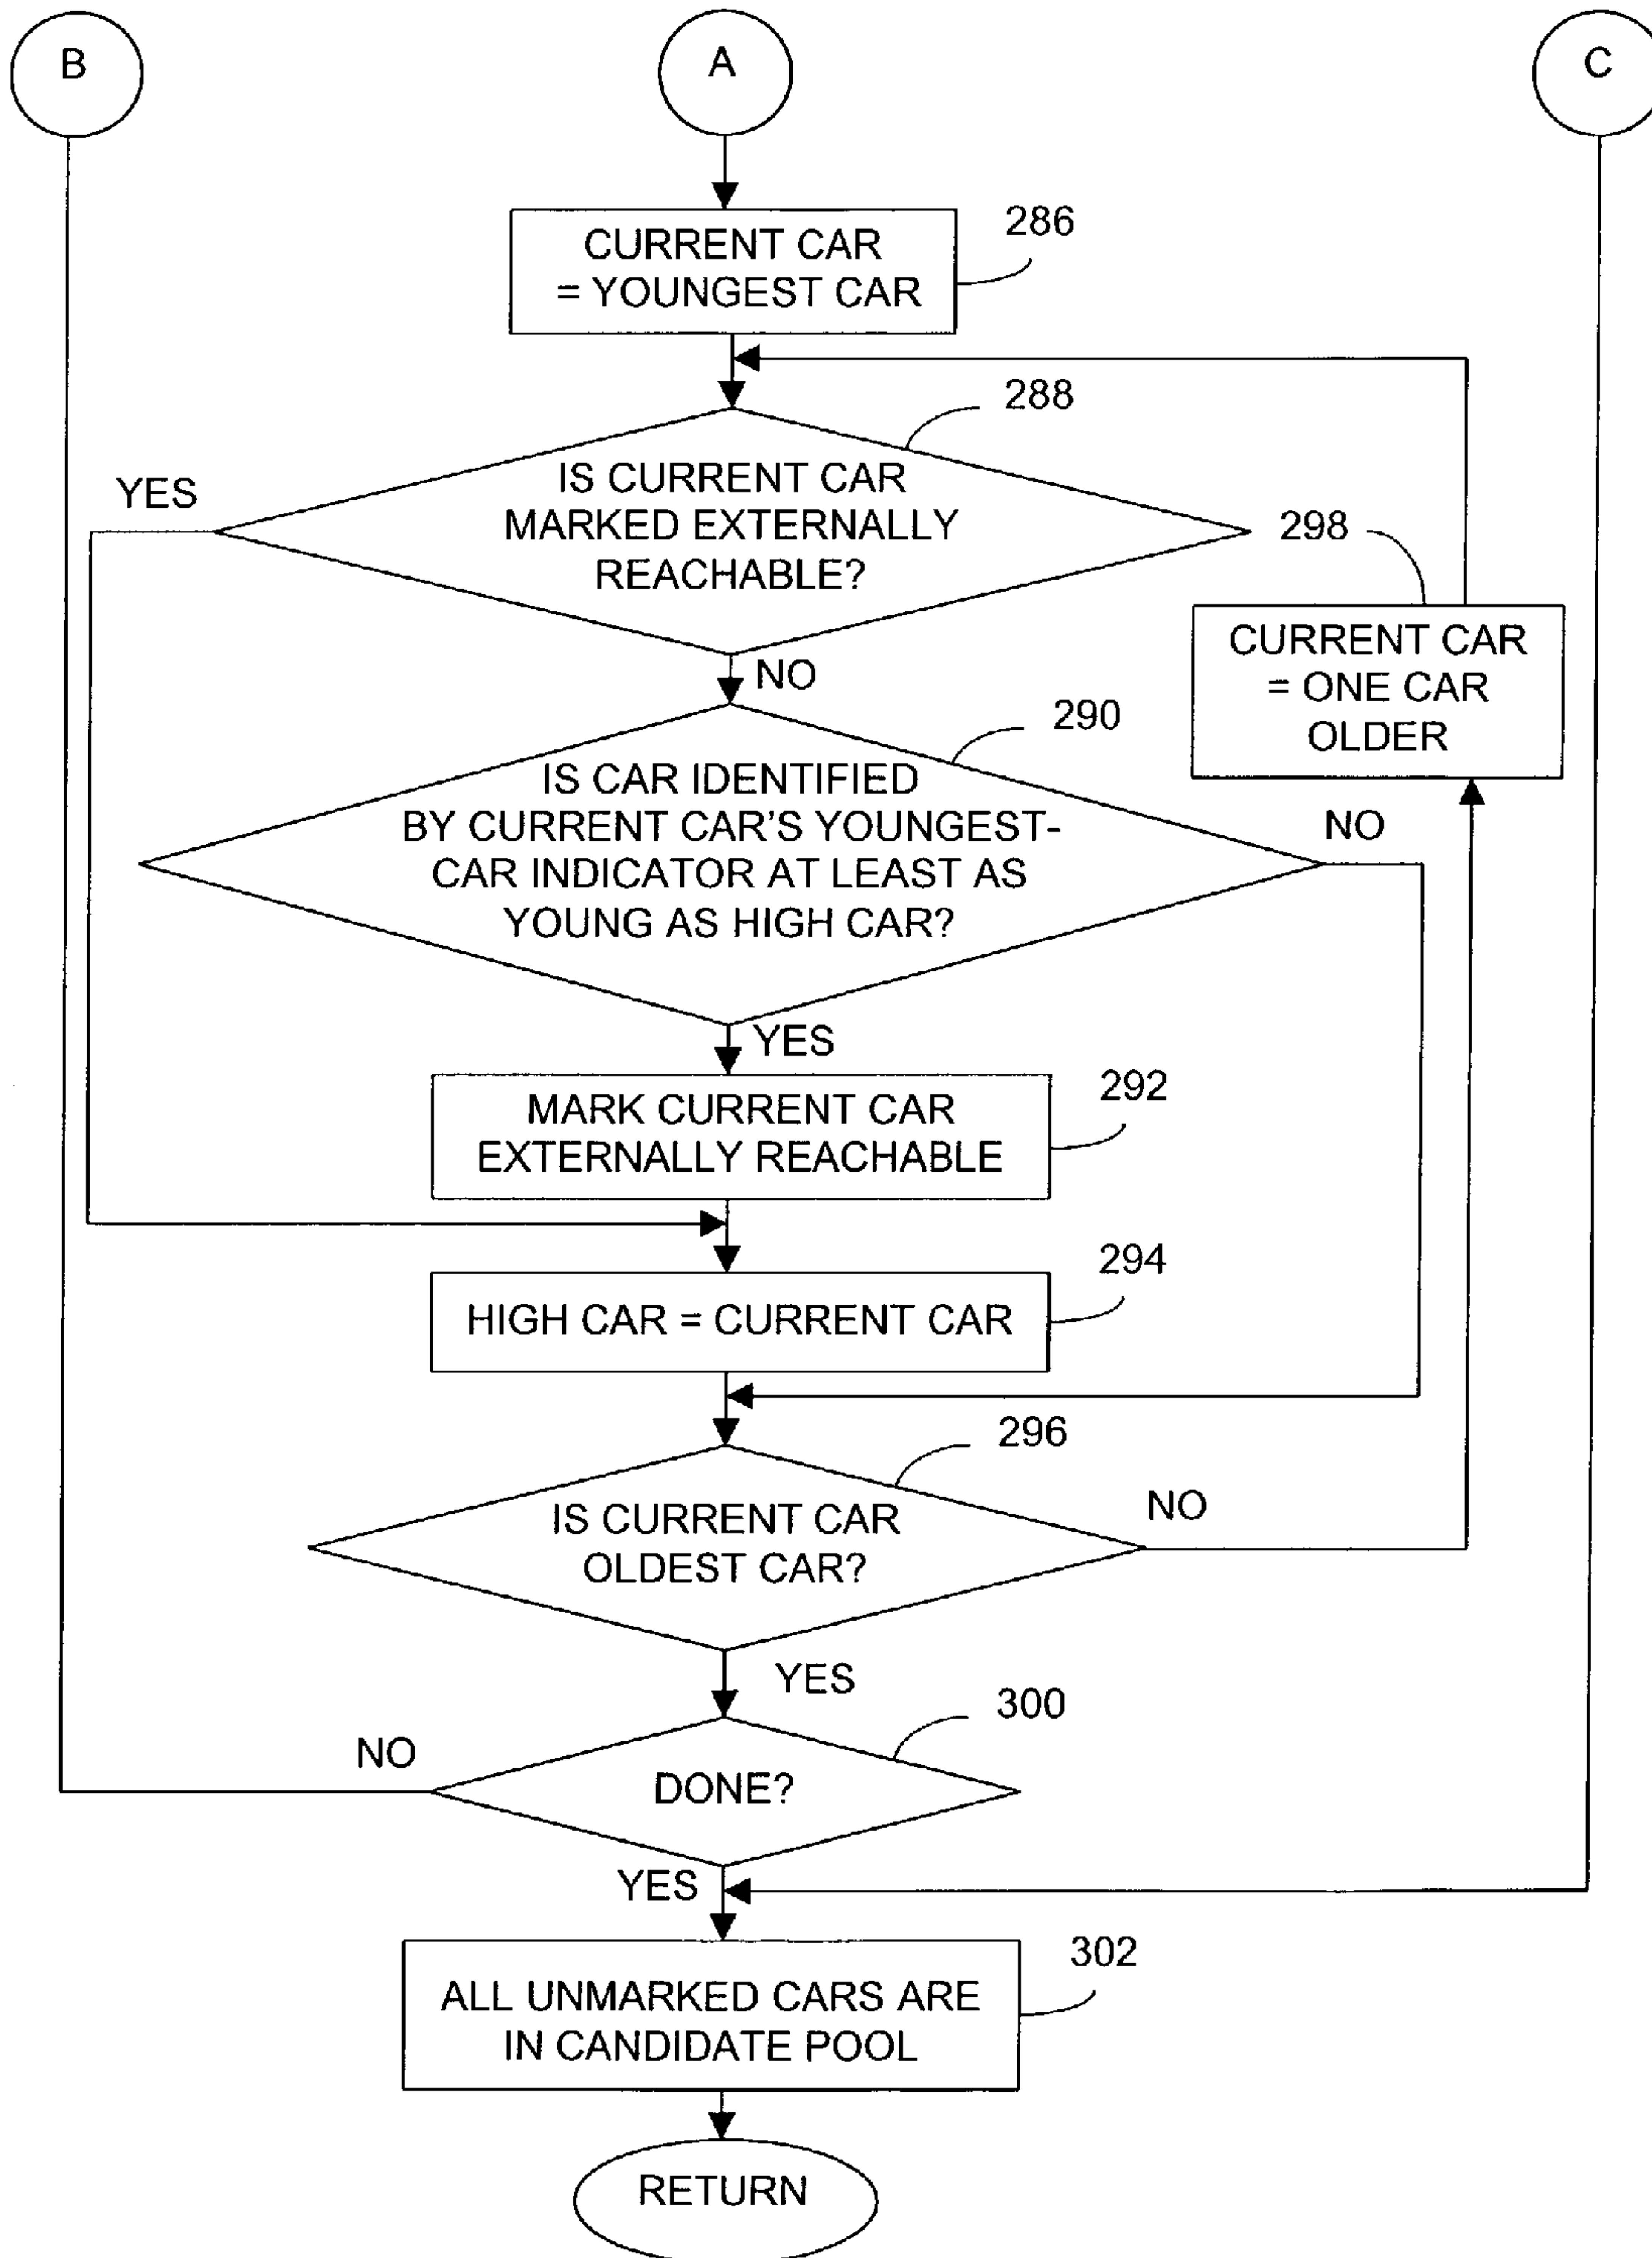 B
A
C
CURRENT CAR
= YOUNGEST CAR
286
288
IS CURRENT CAR
MARKED EXTERNALLY
REACHABLE?
YES
NO
298
CURRENT CAR
= ONE CAR
OLDER
290
IS CAR IDENTIFIED
BY CURRENT CAR'S YOUNGEST-
CAR INDICATOR AT LEAST AS
YOUNG AS HIGH CAR?
NO
YES
MARK CURRENT CAR
EXTERNALLY REACHABLE
292
294
HIGH CAR = CURRENT CAR
296
IS CURRENT CAR
OLDEST CAR?
NO
YES
300
NO
DONE?
YES
302
ALL UNMARKED CARS ARE
IN CANDIDATE POOL
RETURN